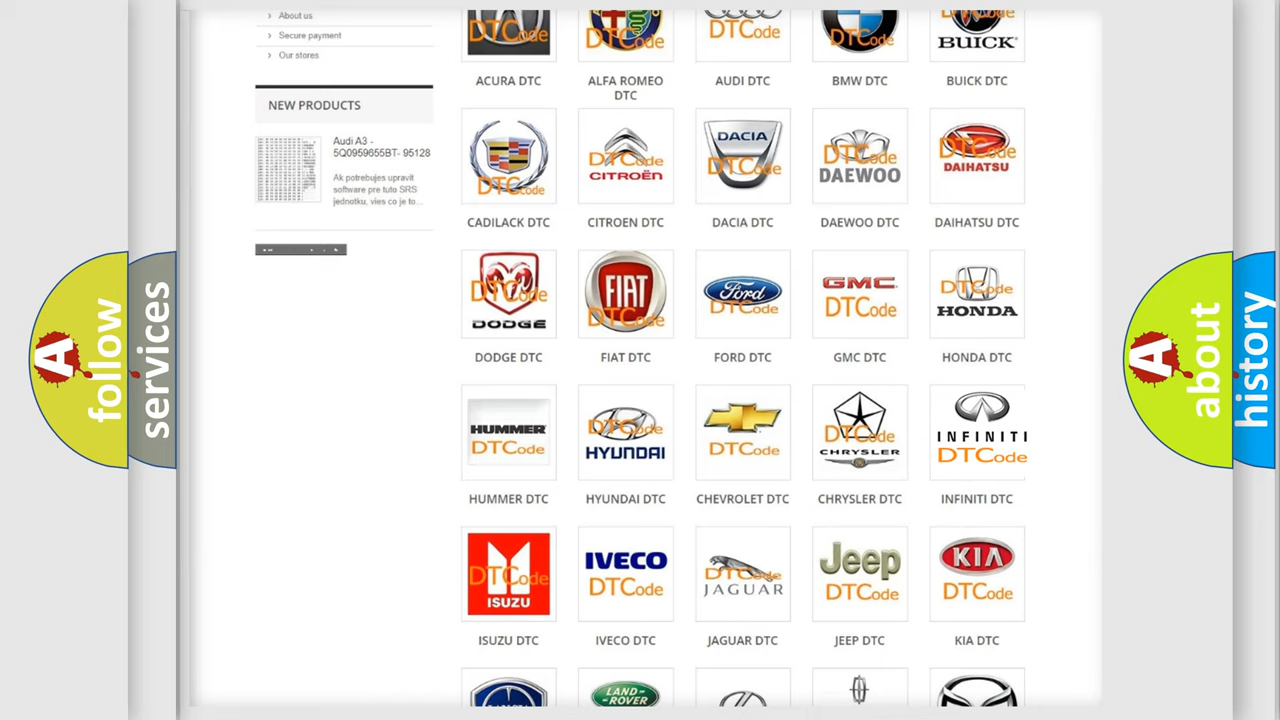 About us
Secure payment
Our stores
NEW PRODUCTS
Audi A3 -
5Q0959655BT- 95128
Ak potrebujes upravit
software pre tuto SRS
jednotku, vies co je to...
DTCode
DTCode
DTCode
DTCode
BUICK
ACURA DTC
ALFA ROMEO
DTC
AUDI DTC
BMW DTC
BUICK DTC
DTCode
DTCode
CITROËN
DACIA
DTCode
DTCode
DAEWOO
DTCode
DAIHATSU
CADILACK DTC
CITROEN DTC
DACIA DTC
DAEWOO DTC
DAIHATSU DTC
DTCode
DODGE
FIAT
DTCode
Ford
DTCode
GMC
DTCode
DTCode
HONDA
DODGE DTC
FIAT DTC
FORD DTC
GMC DTC
HONDA DTC
HUMMER
DTCode
DTCode
HYUNDAI
DTCode
DTCode
CHRYSLER
INFINITI
DTCode
HUMMER DTC
HYUNDAI DTC
CHEVROLET DTC
CHRYSLER DTC
INFINITI DTC
DTCode
ISUZU
IVECO
DTCode
DTCode
JAGUAR
Jeep
DTCode
KIA
DTCode
ISUZU DTC
IVECO DTC
JAGUAR DTC
JEEP DTC
KIA DTC
LAND-
ROVER
A
follow
services
A
about
history